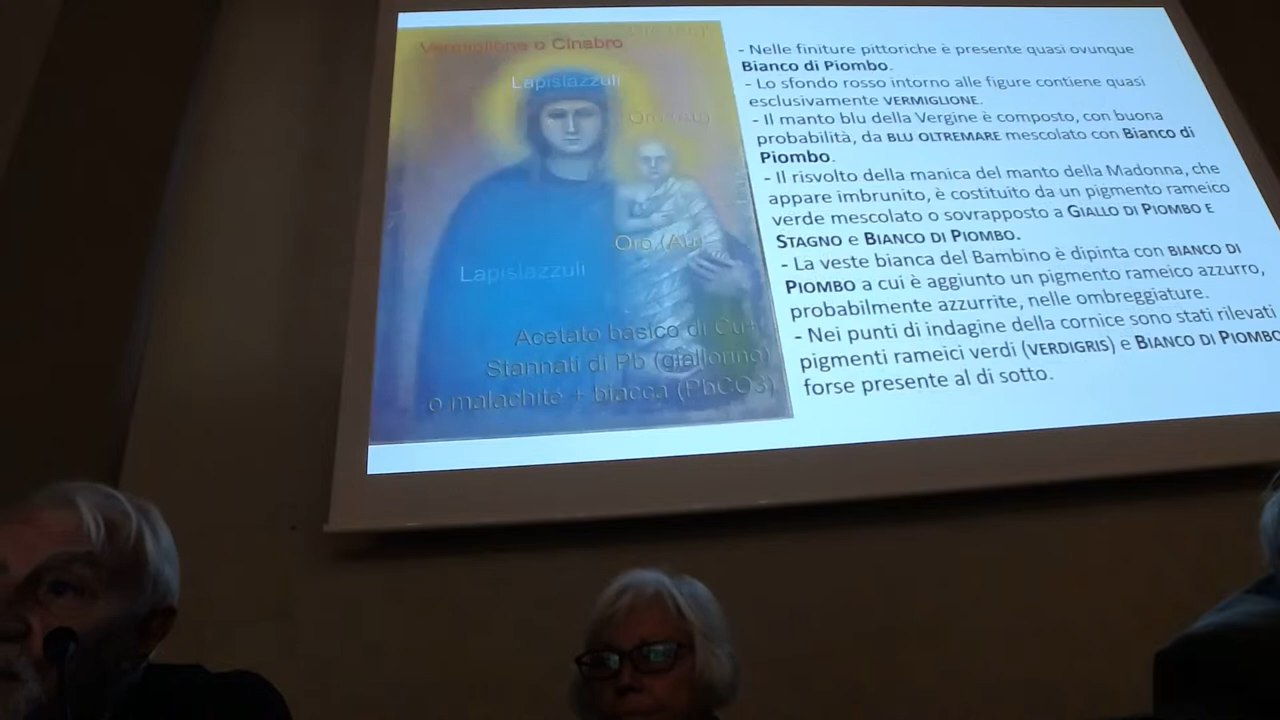 Vermiglione o Cinabro
Lapislazzuli
Oro (Au)
Oro (Au)
Lapislazzuli
Acetato basico di Cu+
Stannati di Pb (giallorino)
o malachite + biacca (PbCO3)
- Nelle finiture pittoriche è presente quasi ovunque
Bianco di Piombo.
- Lo sfondo rosso intorno alle figure contiene quasi
esclusivamente VERMIGLIONE.
- Il manto blu della Vergine è composto, con buona
probabilità, da BLU OLTREMARE mescolato con Bianco di
Piombo.
- Il risvolto della manica del manto della Madonna, che
appare imbrunito, è costituito da un pigmento rameico
verde mescolato o sovrapposto a GIALLO DI PIOMBO E
STAGNO e BIANCO DI PIOMBO.
- La veste bianca del Bambino è dipinta con BIANCO DI
PIOMBO a cui è aggiunto un pigmento rameico azzurro,
probabilmente azzurrite, nelle ombreggiature.
- Nei punti di indagine della cornice sono stati rilevati
pigmenti rameici verdi (VERDIGRIS) e BIANCO DI PIOMBO
forse presente al di sotto.